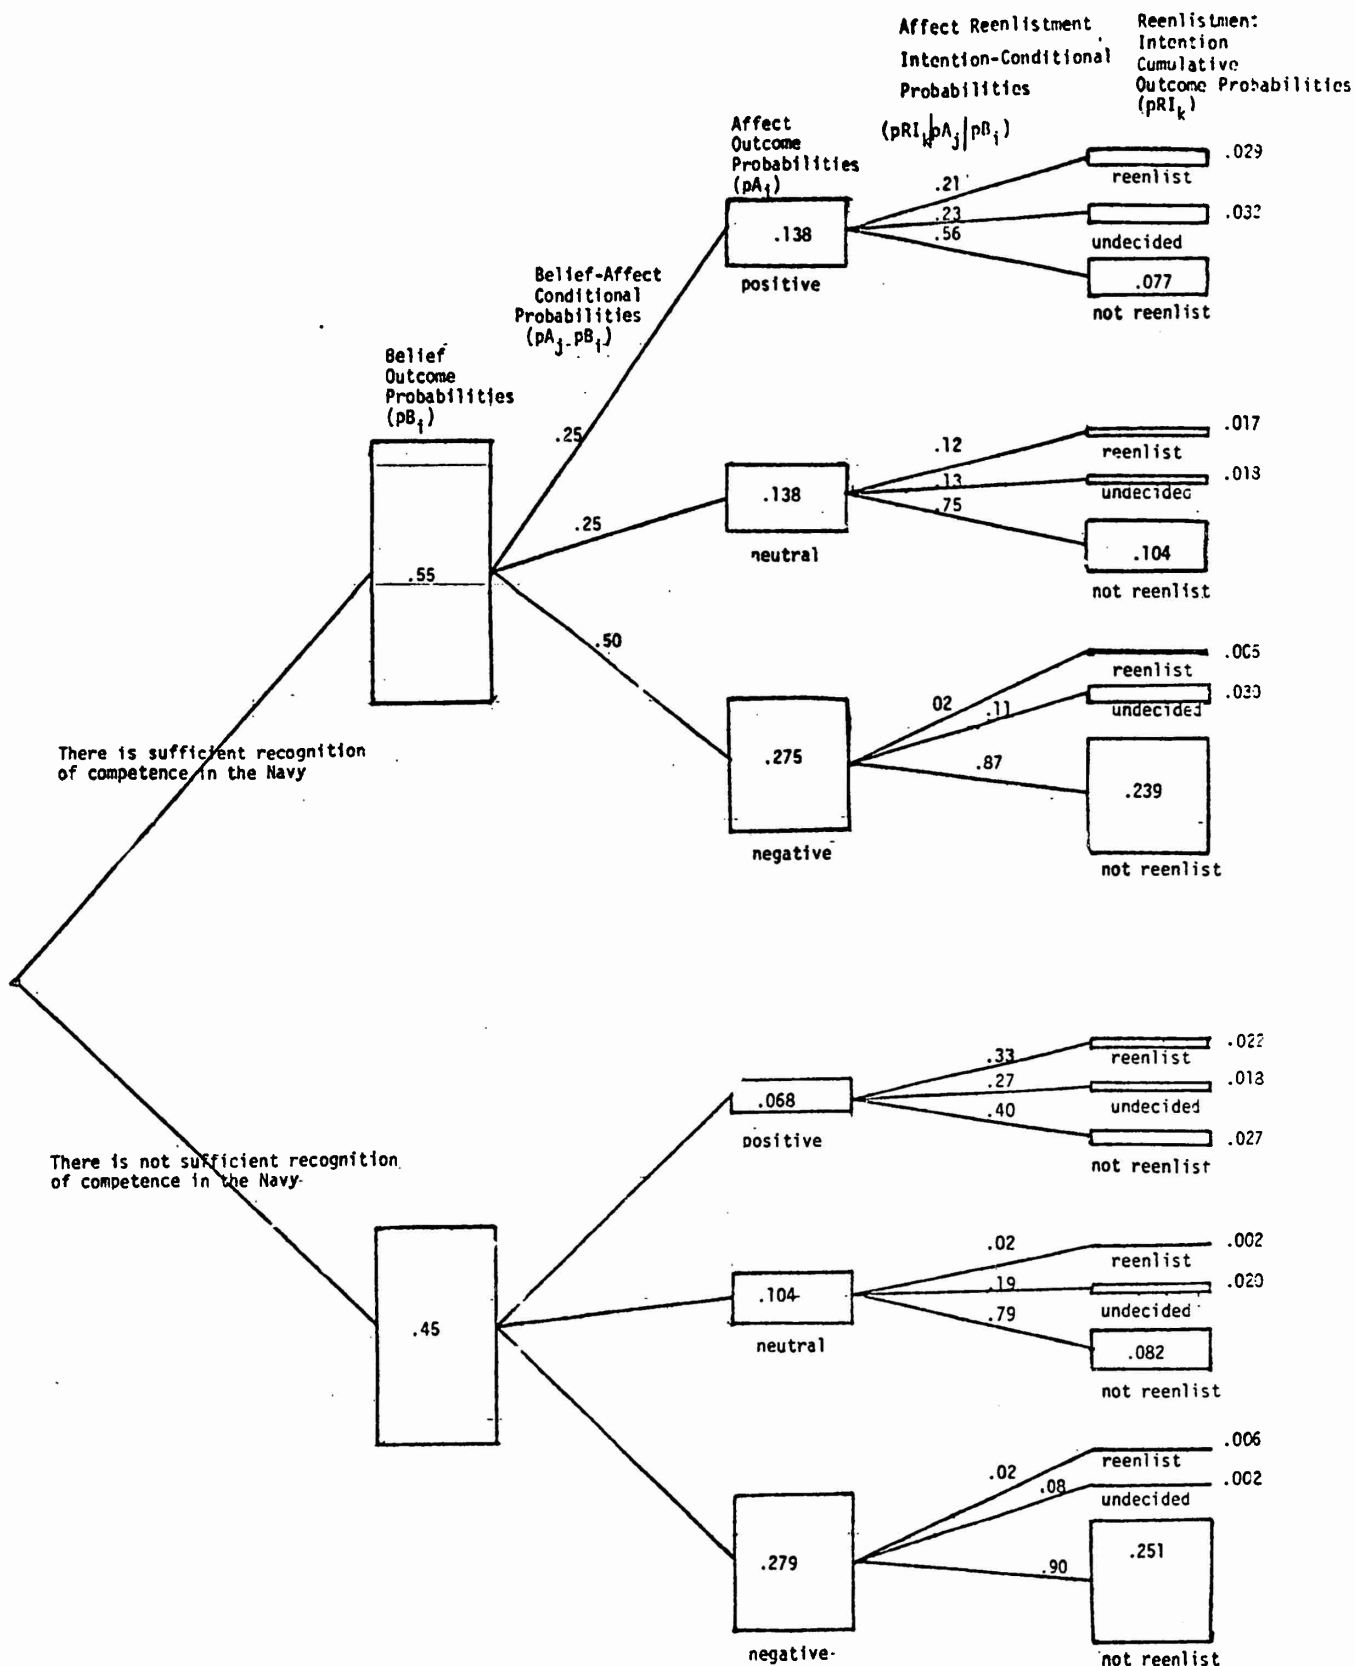 Affect Reenlistment
Intention-Conditional
Probabilities
(pRI_k|pA_j|pB_i)
Reenlistment
Intention
Cumulative
Outcome Probabilities
(pRI_k)
Affect
Outcome
Probabilities
(pA_j)
.21
.23
.56
.029
reenlist
.032
undecided
.138
positive
.077
not reenlist
Belief-Affect
Conditional
Probabilities
(pA_j pB_i)
Belief
Outcome
Probabilities
(pB_i)
.25
.12
.13
.75
.017
reenlist
.018
undecided
.138
neutral
.104
not reenlist
.25
.55
.50
02
.11
.87
.005
reenlist
.030
undecided
.275
negative
.239
not reenlist
There is sufficient recognition
of competence in the Navy
.33
.27
.40
.022
reenlist
.018
undecided
.068
positive
.027
not reenlist
There is not sufficient recognition
of competence in the Navy
.02
.19
.79
.002
reenlist
.020
undecided
.104
neutral
.082
not reenlist
.45
.02
.08
.90
.006
reenlist
.002
undecided
.279
negative
.251
not reenlist